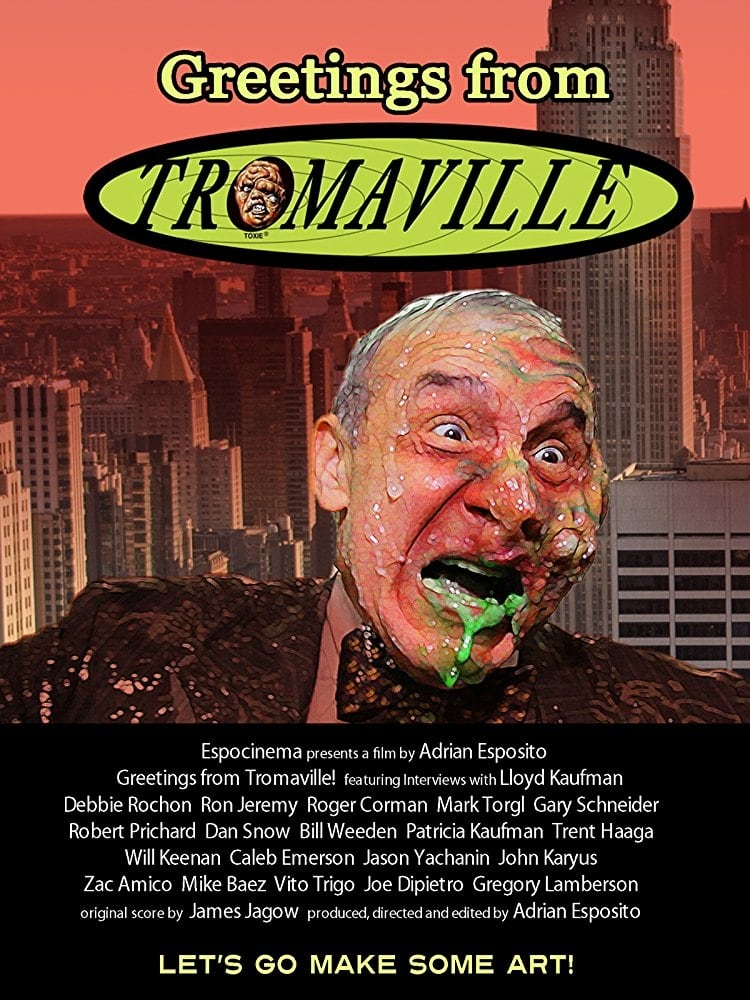 Greetings from
TROMAVILLE
TOXIE®
Espocinema presents a film by Adrian Esposito
Greetings from Tromaville! featuring Interviews with Lloyd Kaufman
Debbie Rochon Ron Jeremy Roger Corman Mark Torgl Gary Schneider
Robert Prichard Dan Snow Bill Weeden Patricia Kaufman Trent Haaga
Will Keenan Caleb Emerson Jason Yachanin John Karyus
Zac Amico Mike Baez Vito Trigo Joe Dipietro Gregory Lamberson
original score by James Jagow produced, directed and edited by Adrian Esposito
LET'S GO MAKE SOME ART!